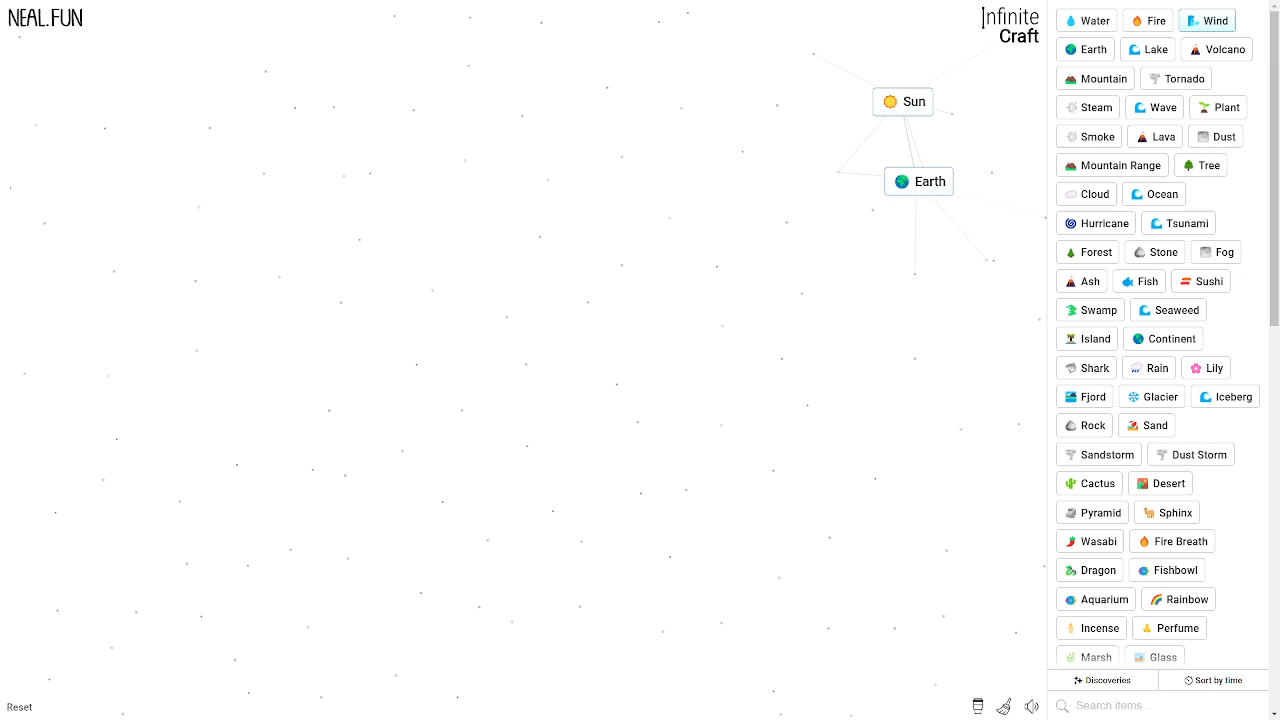 NEAL.FUN
Infinite
Craft
Sun
Earth
Water Fire Wind
Earth Lake Volcano
Mountain Tornado
Steam Wave Plant
Smoke Lava Dust
Mountain Range Tree
Cloud Ocean
Hurricane Tsunami
Forest Stone Fog
Ash Fish Sushi
Swamp Seaweed
Island Continent
Shark Rain Lily
Fjord Glacier Iceberg
Rock Sand
Sandstorm Dust Storm
Cactus Desert
Pyramid Sphinx
Wasabi Fire Breath
Dragon Fishbowl
Aquarium Rainbow
Incense Perfume
Marsh Glass
Discoveries Sort by time
Reset
Search items...